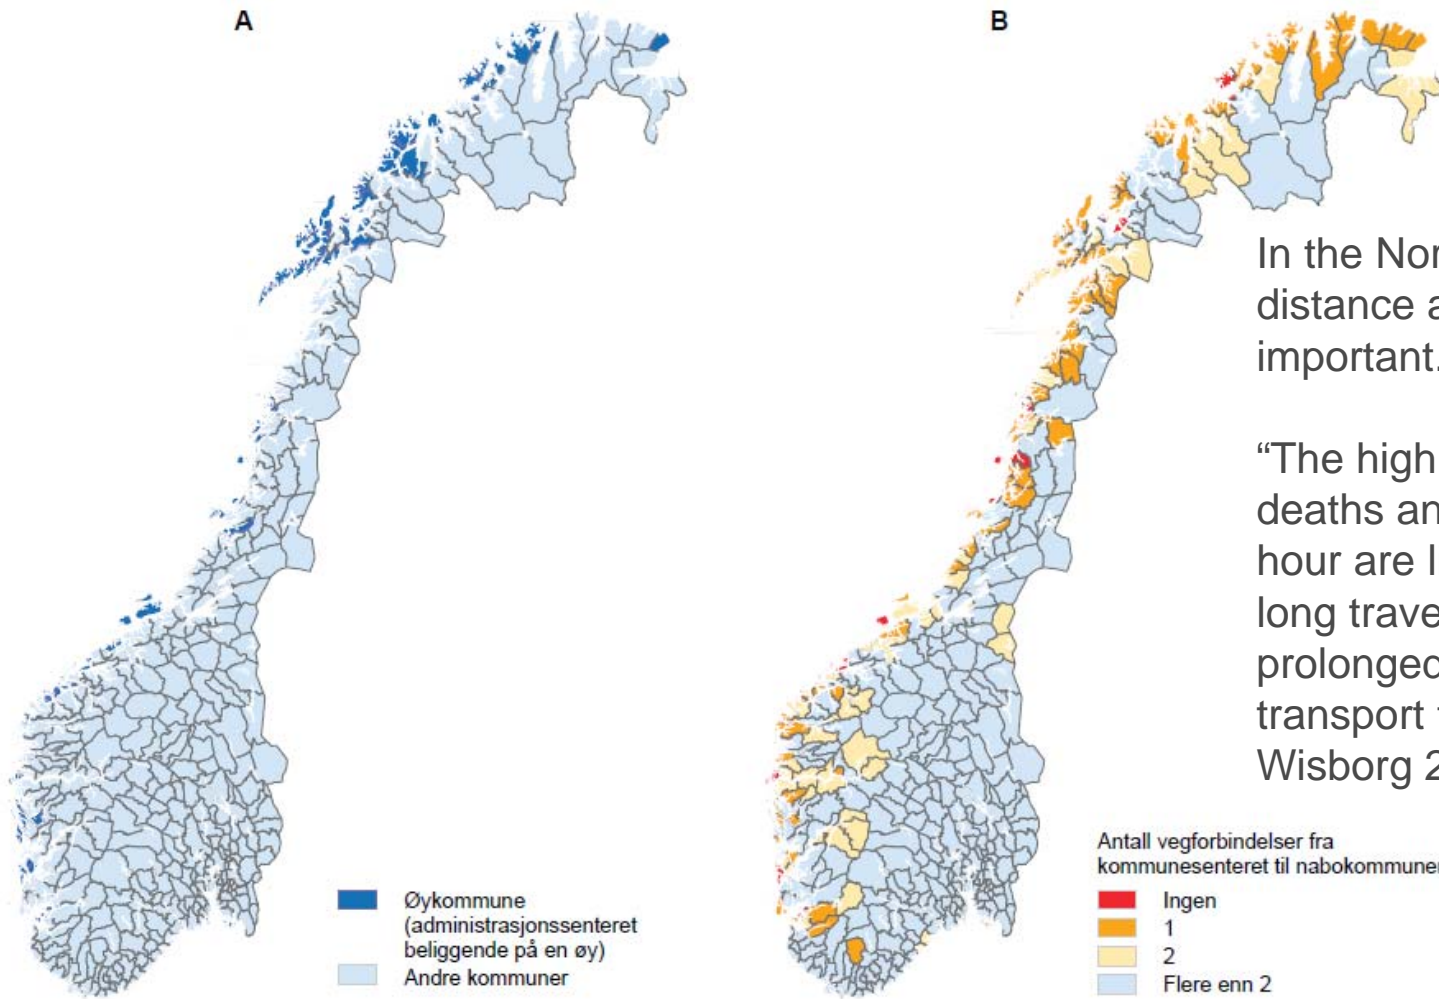 A
B
In the Nor
distance a
important.
“The high
deaths an
hour are l
long trave
prolonged
transport t
Wisborg 2
Øykommune
(administrasjonssenteret
beliggende på en øy)
Andre kommuner
Antall vegforbindelser fra
kommunesenteret til nabokommuner
Ingen
1
2
Flere enn 2